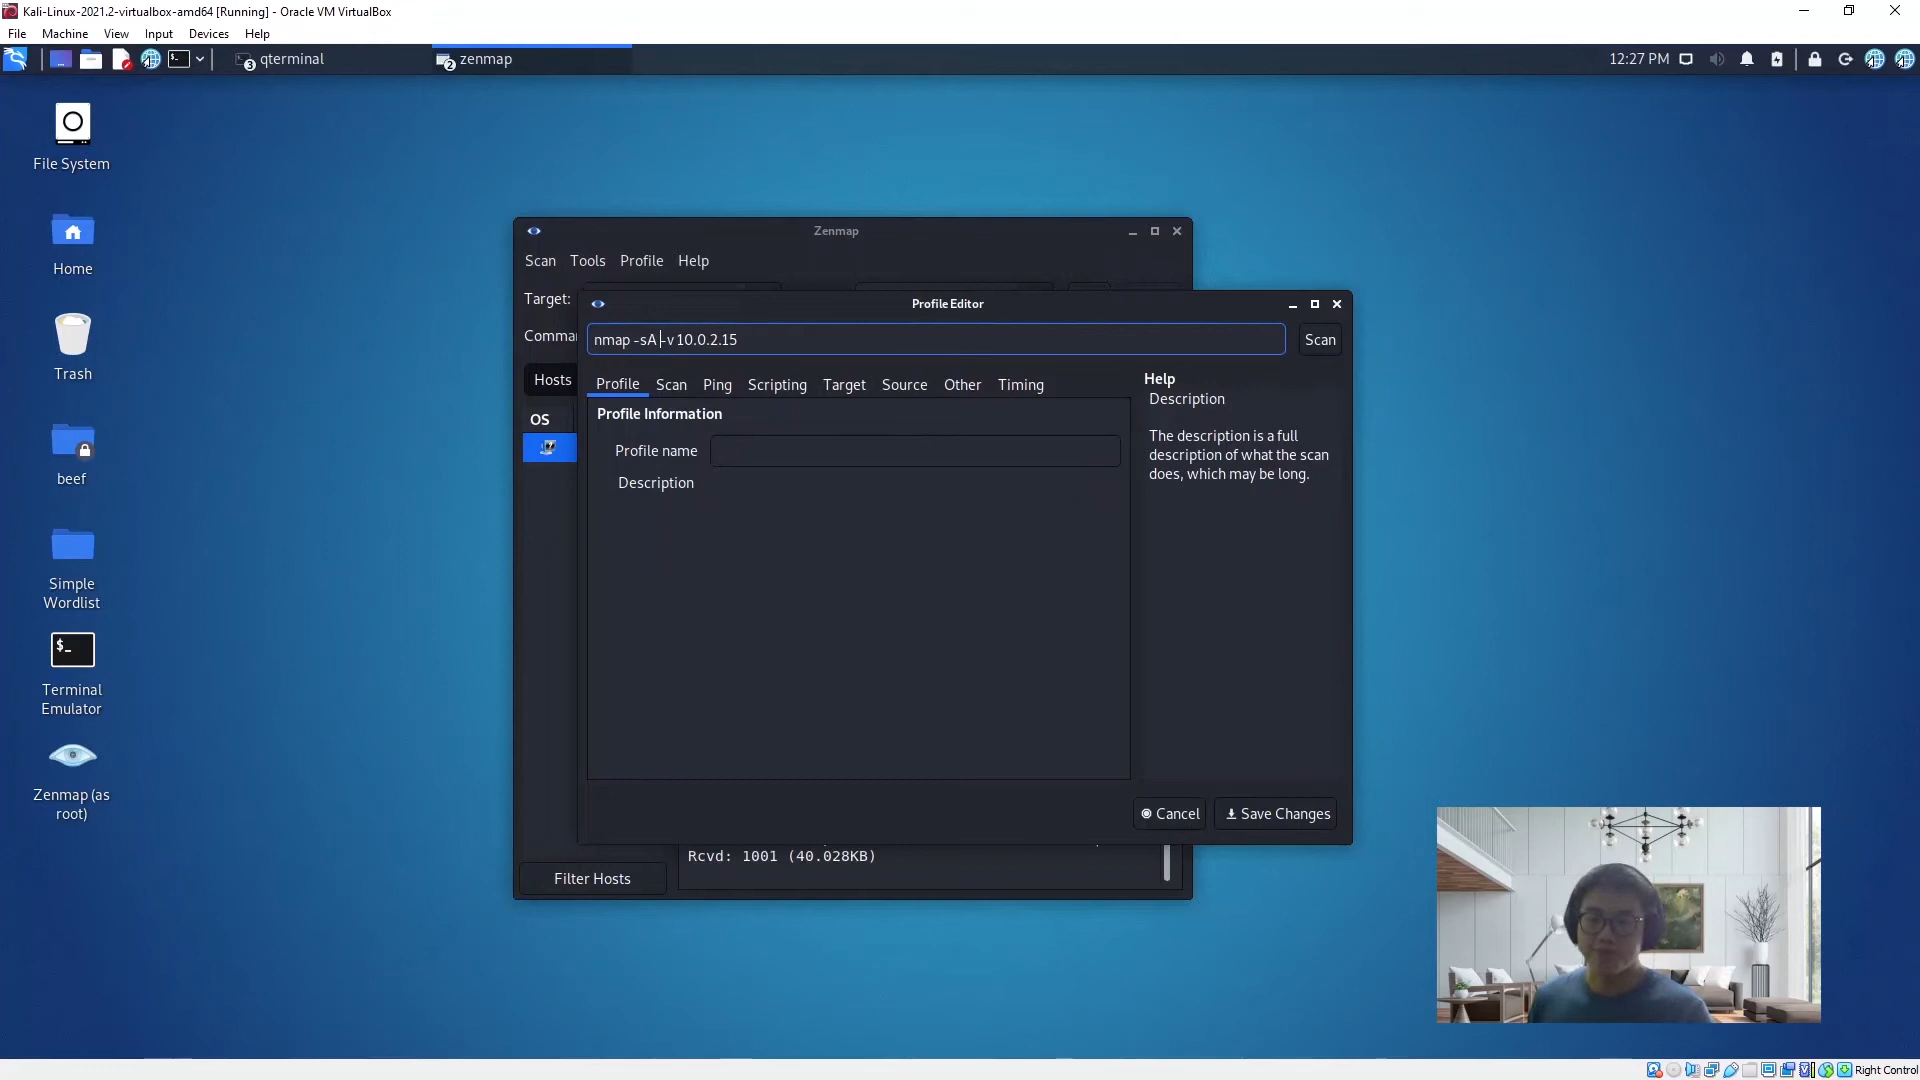 Kali-Linux-2021.2-virtualbox-amd64 [Running] - Oracle VM VirtualBox
File Machine View Input Devices Help
3 qterminal
2 zenmap
12:27 PM
File System
Home
Trash
beef
Simple
Wordlist
$_
Terminal
Emulator
Zenmap (as
root)
Zenmap
Scan Tools Profile Help
Target:
Comma
Hosts
OS
Filter Hosts
Rcvd: 1001 (40.028KB)
Profile Editor
nmap -sA -v 10.0.2.15
Scan
Profile Scan Ping Scripting Target Source Other Timing
Profile Information
Profile name
Description
Help
Description
The description is a full
description of what the scan
does, which may be long.
Cancel
Save Changes
Right Control